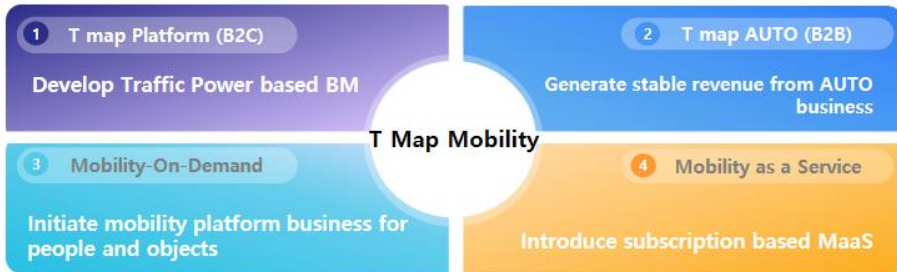 1 T map Platform (B2C)
Develop Traffic Power based BM
2 T map AUTO (B2B)
Generate stable revenue from AUTO
business
T Map Mobility
3 Mobility-On-Demand
Initiate mobility platform business for
people and objects
4 Mobility as a Service
Introduce subscription based MaaS